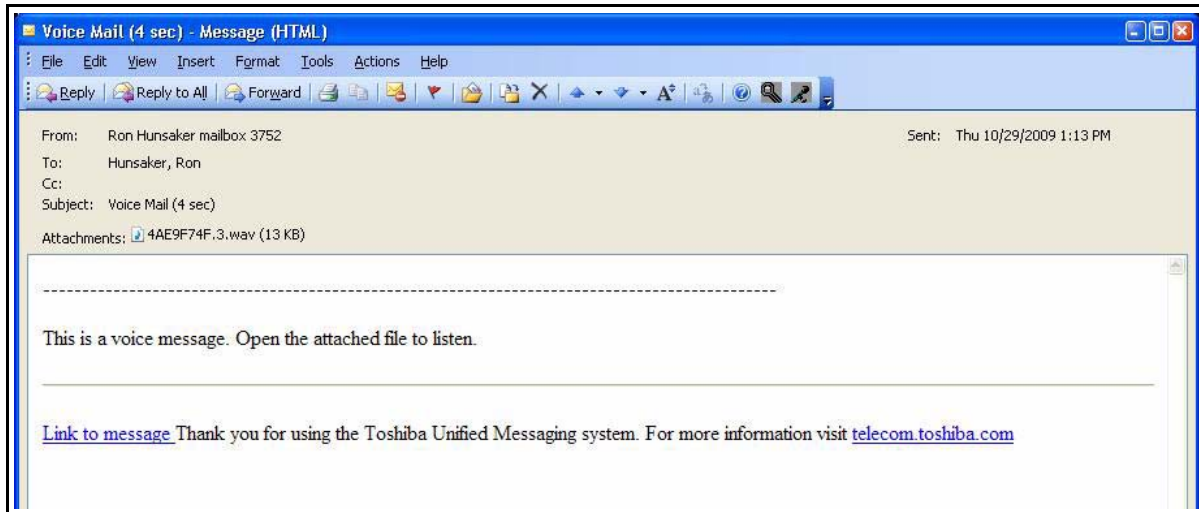 Voice Mail (4 sec) - Message (HTML)
File Edit View Insert Format Tools Actions Help
Reply Reply to All Forward
From: Ron Hunsaker mailbox 3752 Sent: Thu 10/29/2009 1:13 PM
To: Hunsaker, Ron
Cc:
Subject: Voice Mail (4 sec)
Attachments: 4AE9F74F.3.wav (13 KB)
----------------------------------------------------------------------------------------------
This is a voice message. Open the attached file to listen.
Link to message Thank you for using the Toshiba Unified Messaging system. For more information visit telecom.toshiba.com